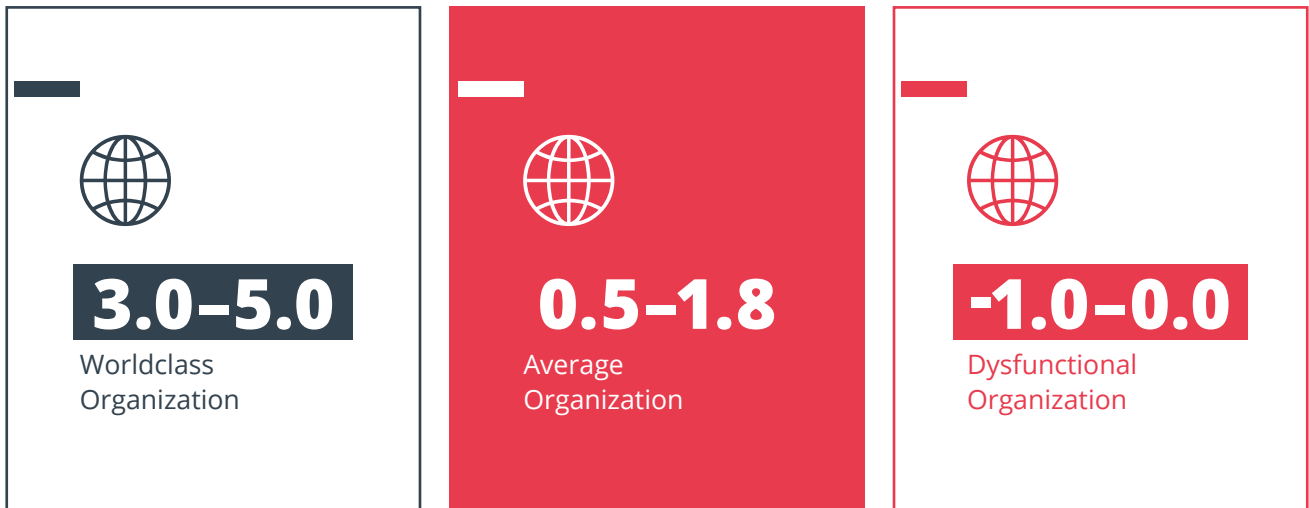 3.0–5.0
Worldclass
Organization
0.5–1.8
Average
Organization
-1.0–0.0
Dysfunctional
Organization